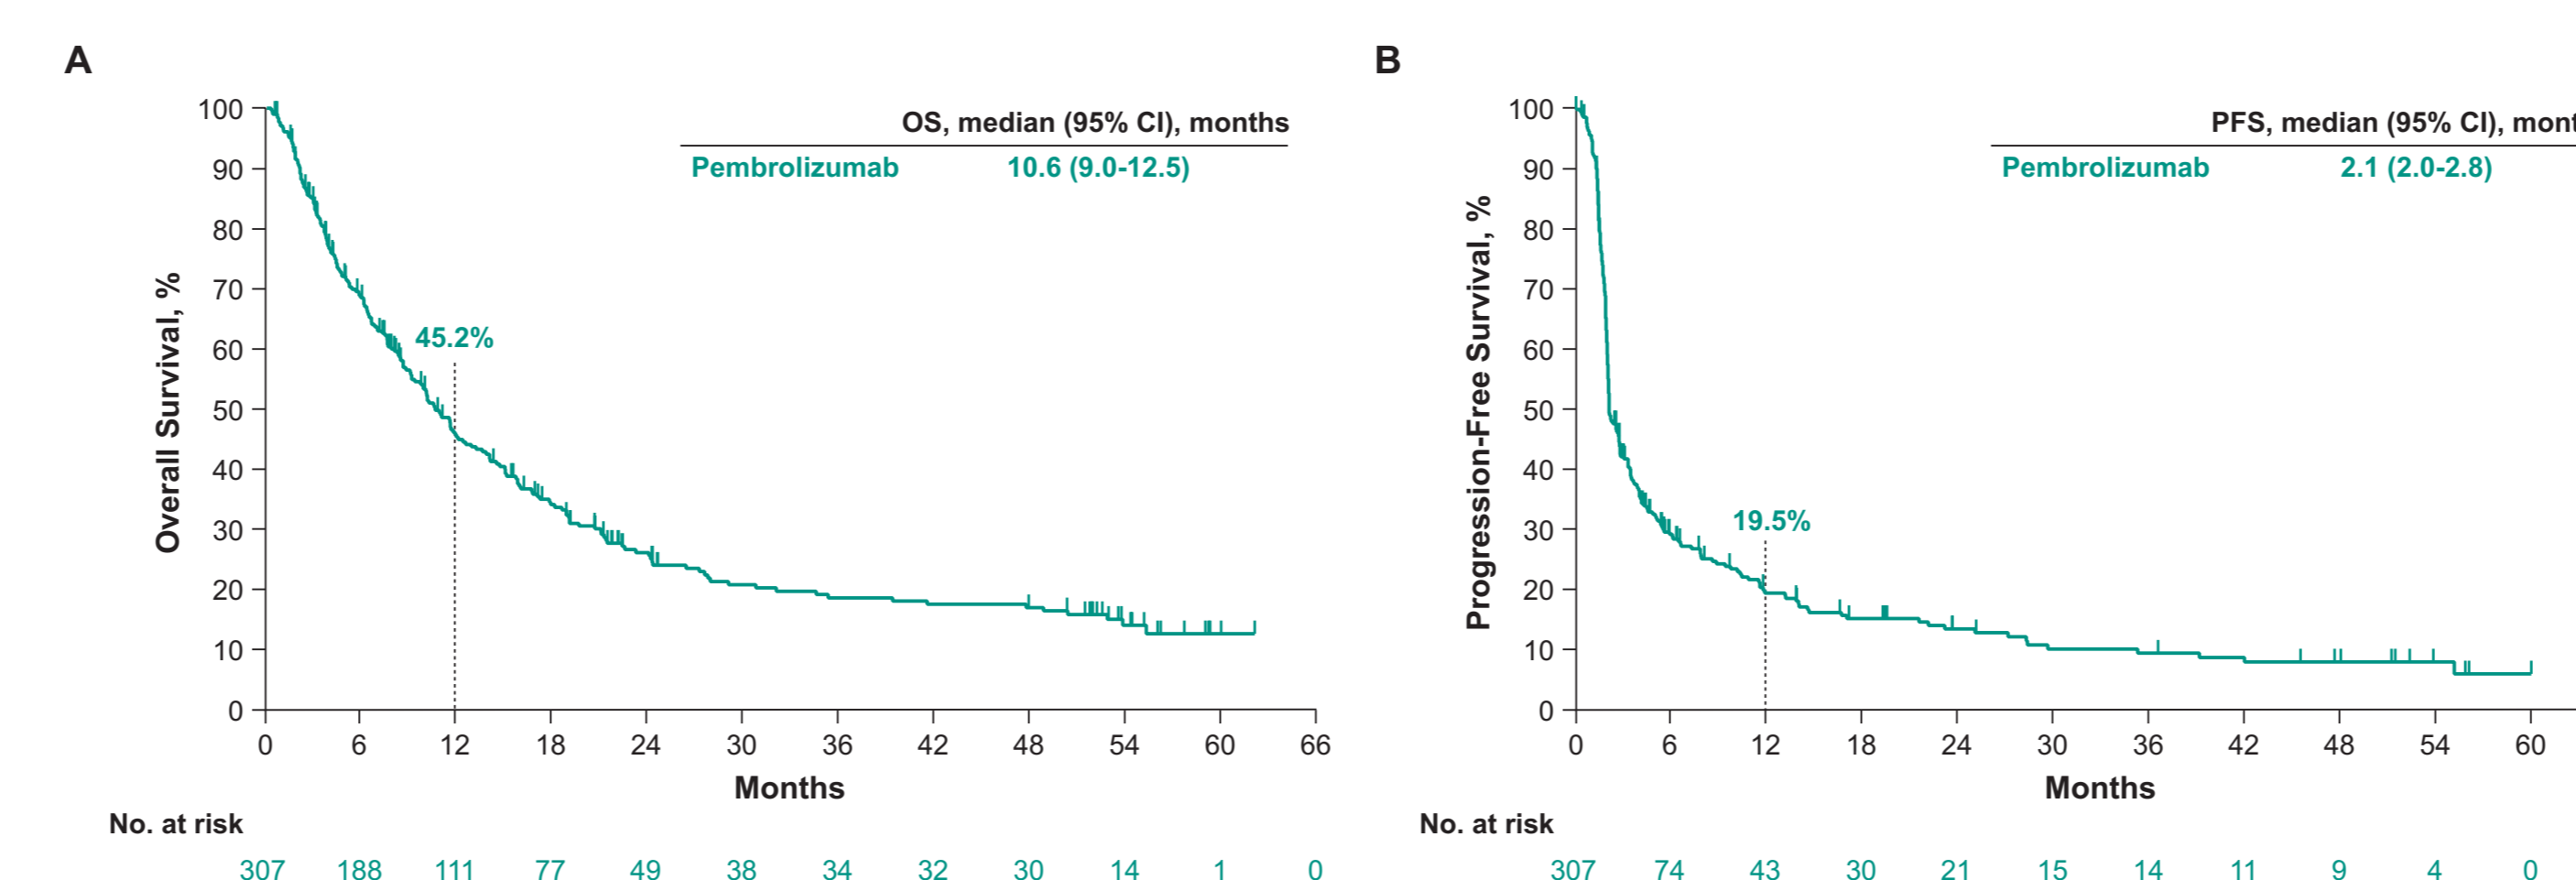 A
OS, median (95% CI), months
Pembrolizumab 10.6 (9.0-12.5)
Overall Survival, %
100
90
80
70
60
50
40
30
20
10
0
45.2%
0 6 12 18 24 30 36 42 48 54 60 66
Months
No. at risk
307 188 111 77 49 38 34 32 30 14 1 0
B
PFS, median (95% CI), mont
Pembrolizumab 2.1 (2.0-2.8)
Progression-Free Survival, %
100
90
80
70
60
50
40
30
20
10
0
19.5%
0 6 12 18 24 30 36 42 48 54 60
Months
No. at risk
307 74 43 30 21 15 14 11 9 4 0